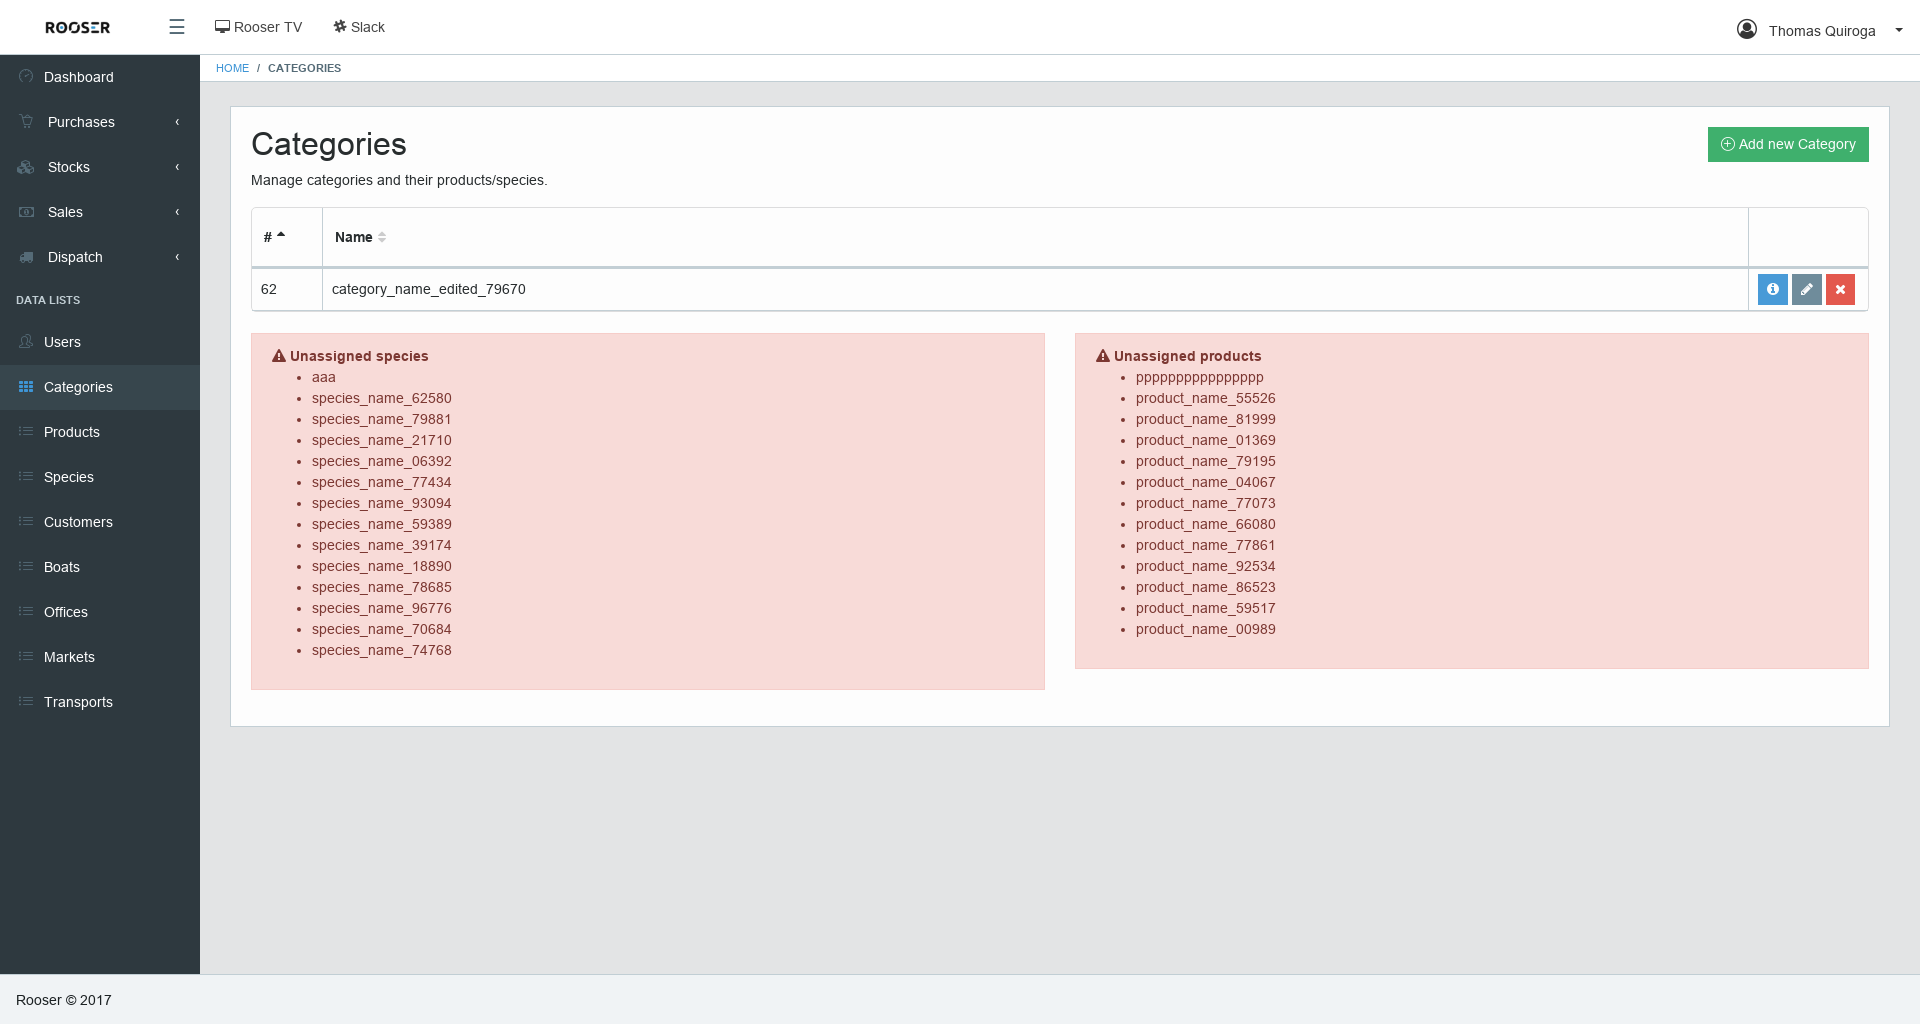 ROOSER
Rooser TV
Slack
Thomas Quiroga
HOME / CATEGORIES
Dashboard
Purchases
Stocks
Sales
Dispatch
DATA LISTS
Users
Categories
Products
Species
Customers
Boats
Offices
Markets
Transports
Categories
Add new Category
Manage categories and their products/species.
# Name
62 category_name_edited_79670
Unassigned species
aaa
species_name_62580
species_name_79881
species_name_21710
species_name_06392
species_name_77434
species_name_93094
species_name_59389
species_name_39174
species_name_18890
species_name_78685
species_name_96776
species_name_70684
species_name_74768
Unassigned products
pppppppppppppppp
product_name_55526
product_name_81999
product_name_01369
product_name_79195
product_name_04067
product_name_77073
product_name_66080
product_name_77861
product_name_92534
product_name_86523
product_name_59517
product_name_00989
Rooser © 2017